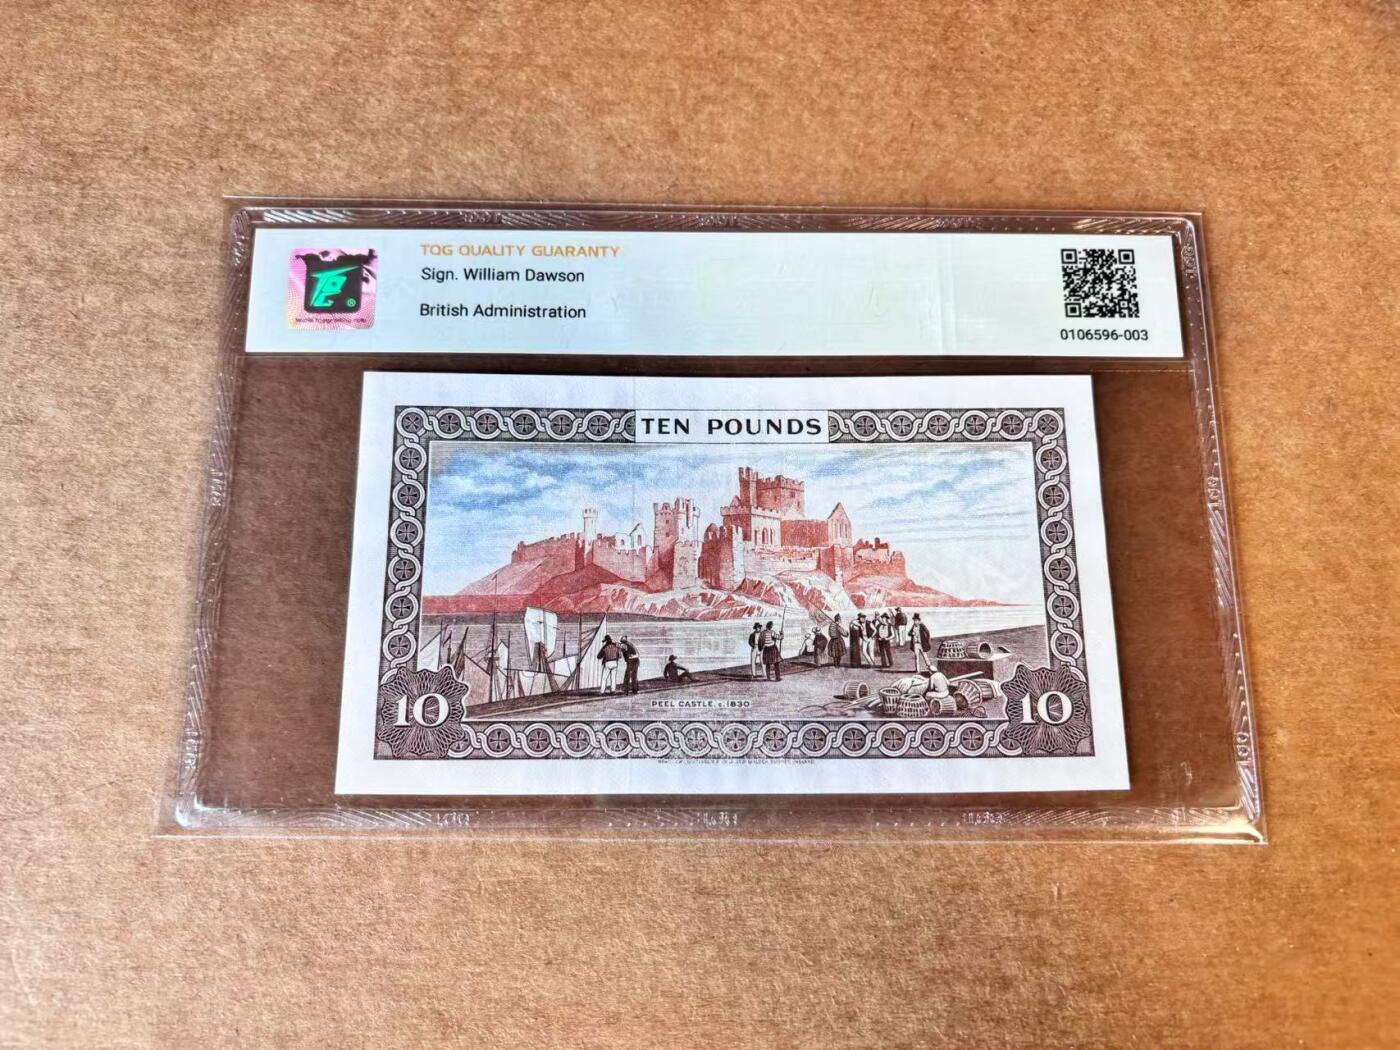 TQG QUALITY GUARANTY
Sign. William Dawson
British Administration
0106596-003
TEN POUNDS
PEEL CASTLE, c.1830
10
10